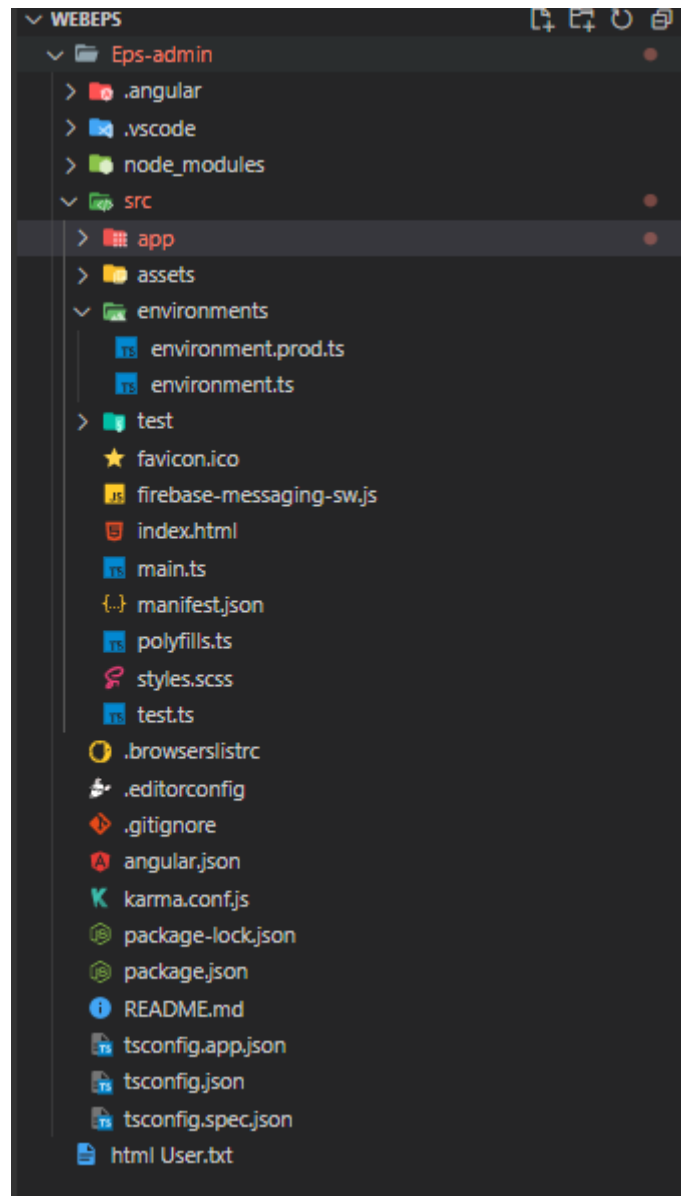 WEBEPS
Eps-admin
.angular
.vscode
node_modules
src
app
assets
environments
environment.prod.ts
environment.ts
test
favicon.ico
firebase-messaging-sw.js
index.html
main.ts
manifest.json
polyfills.ts
styles.scss
test.ts
.browserslistrc
.editorconfig
.gitignore
angular.json
karma.conf.js
package-lock.json
package.json
README.md
tsconfig.app.json
tsconfig.json
tsconfig.spec.json
html User.txt